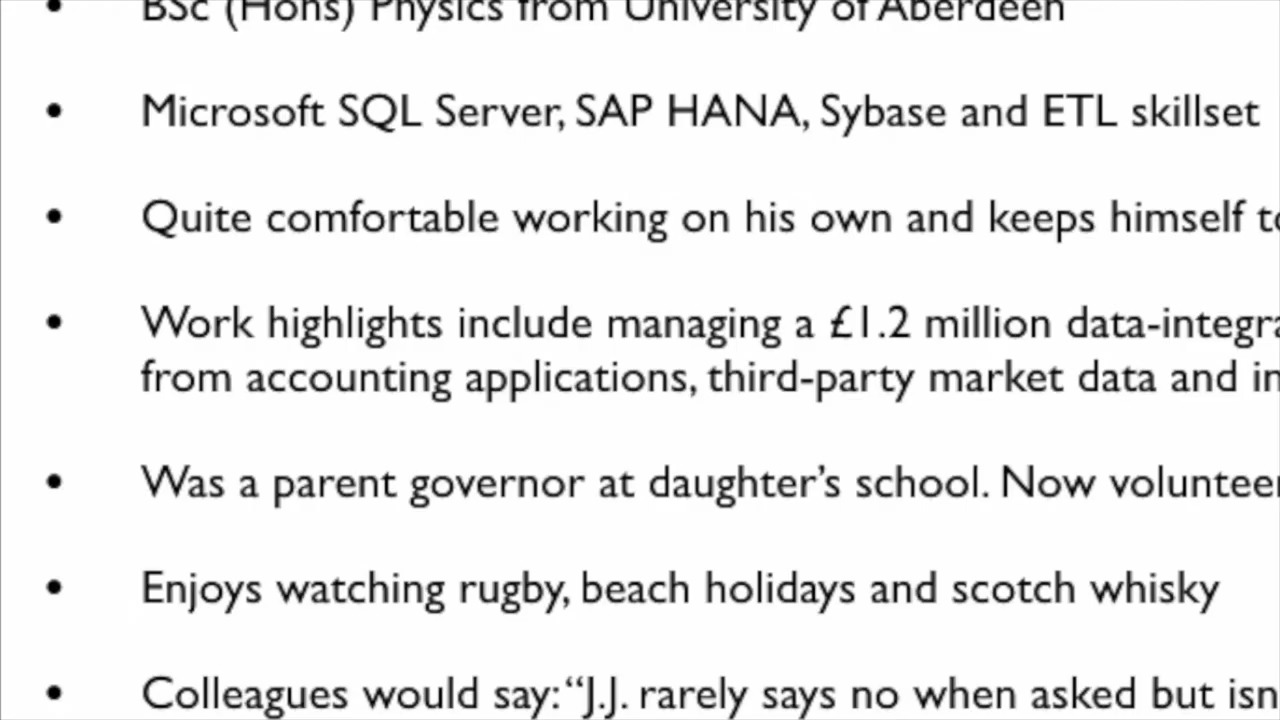 • BSc (Hons) Physics from University of Aberdeen
• Microsoft SQL Server, SAP HANA, Sybase and ETL skillset
• Quite comfortable working on his own and keeps himself
• Work highlights include managing a £1.2 million
from accounting applications, third-party market data and
• Was a parent governor at daughter’s school. Now
• Enjoys watching rugby, beach holidays and scotch whisky
• Colleagues would say: “J.J. rarely says no when asked but